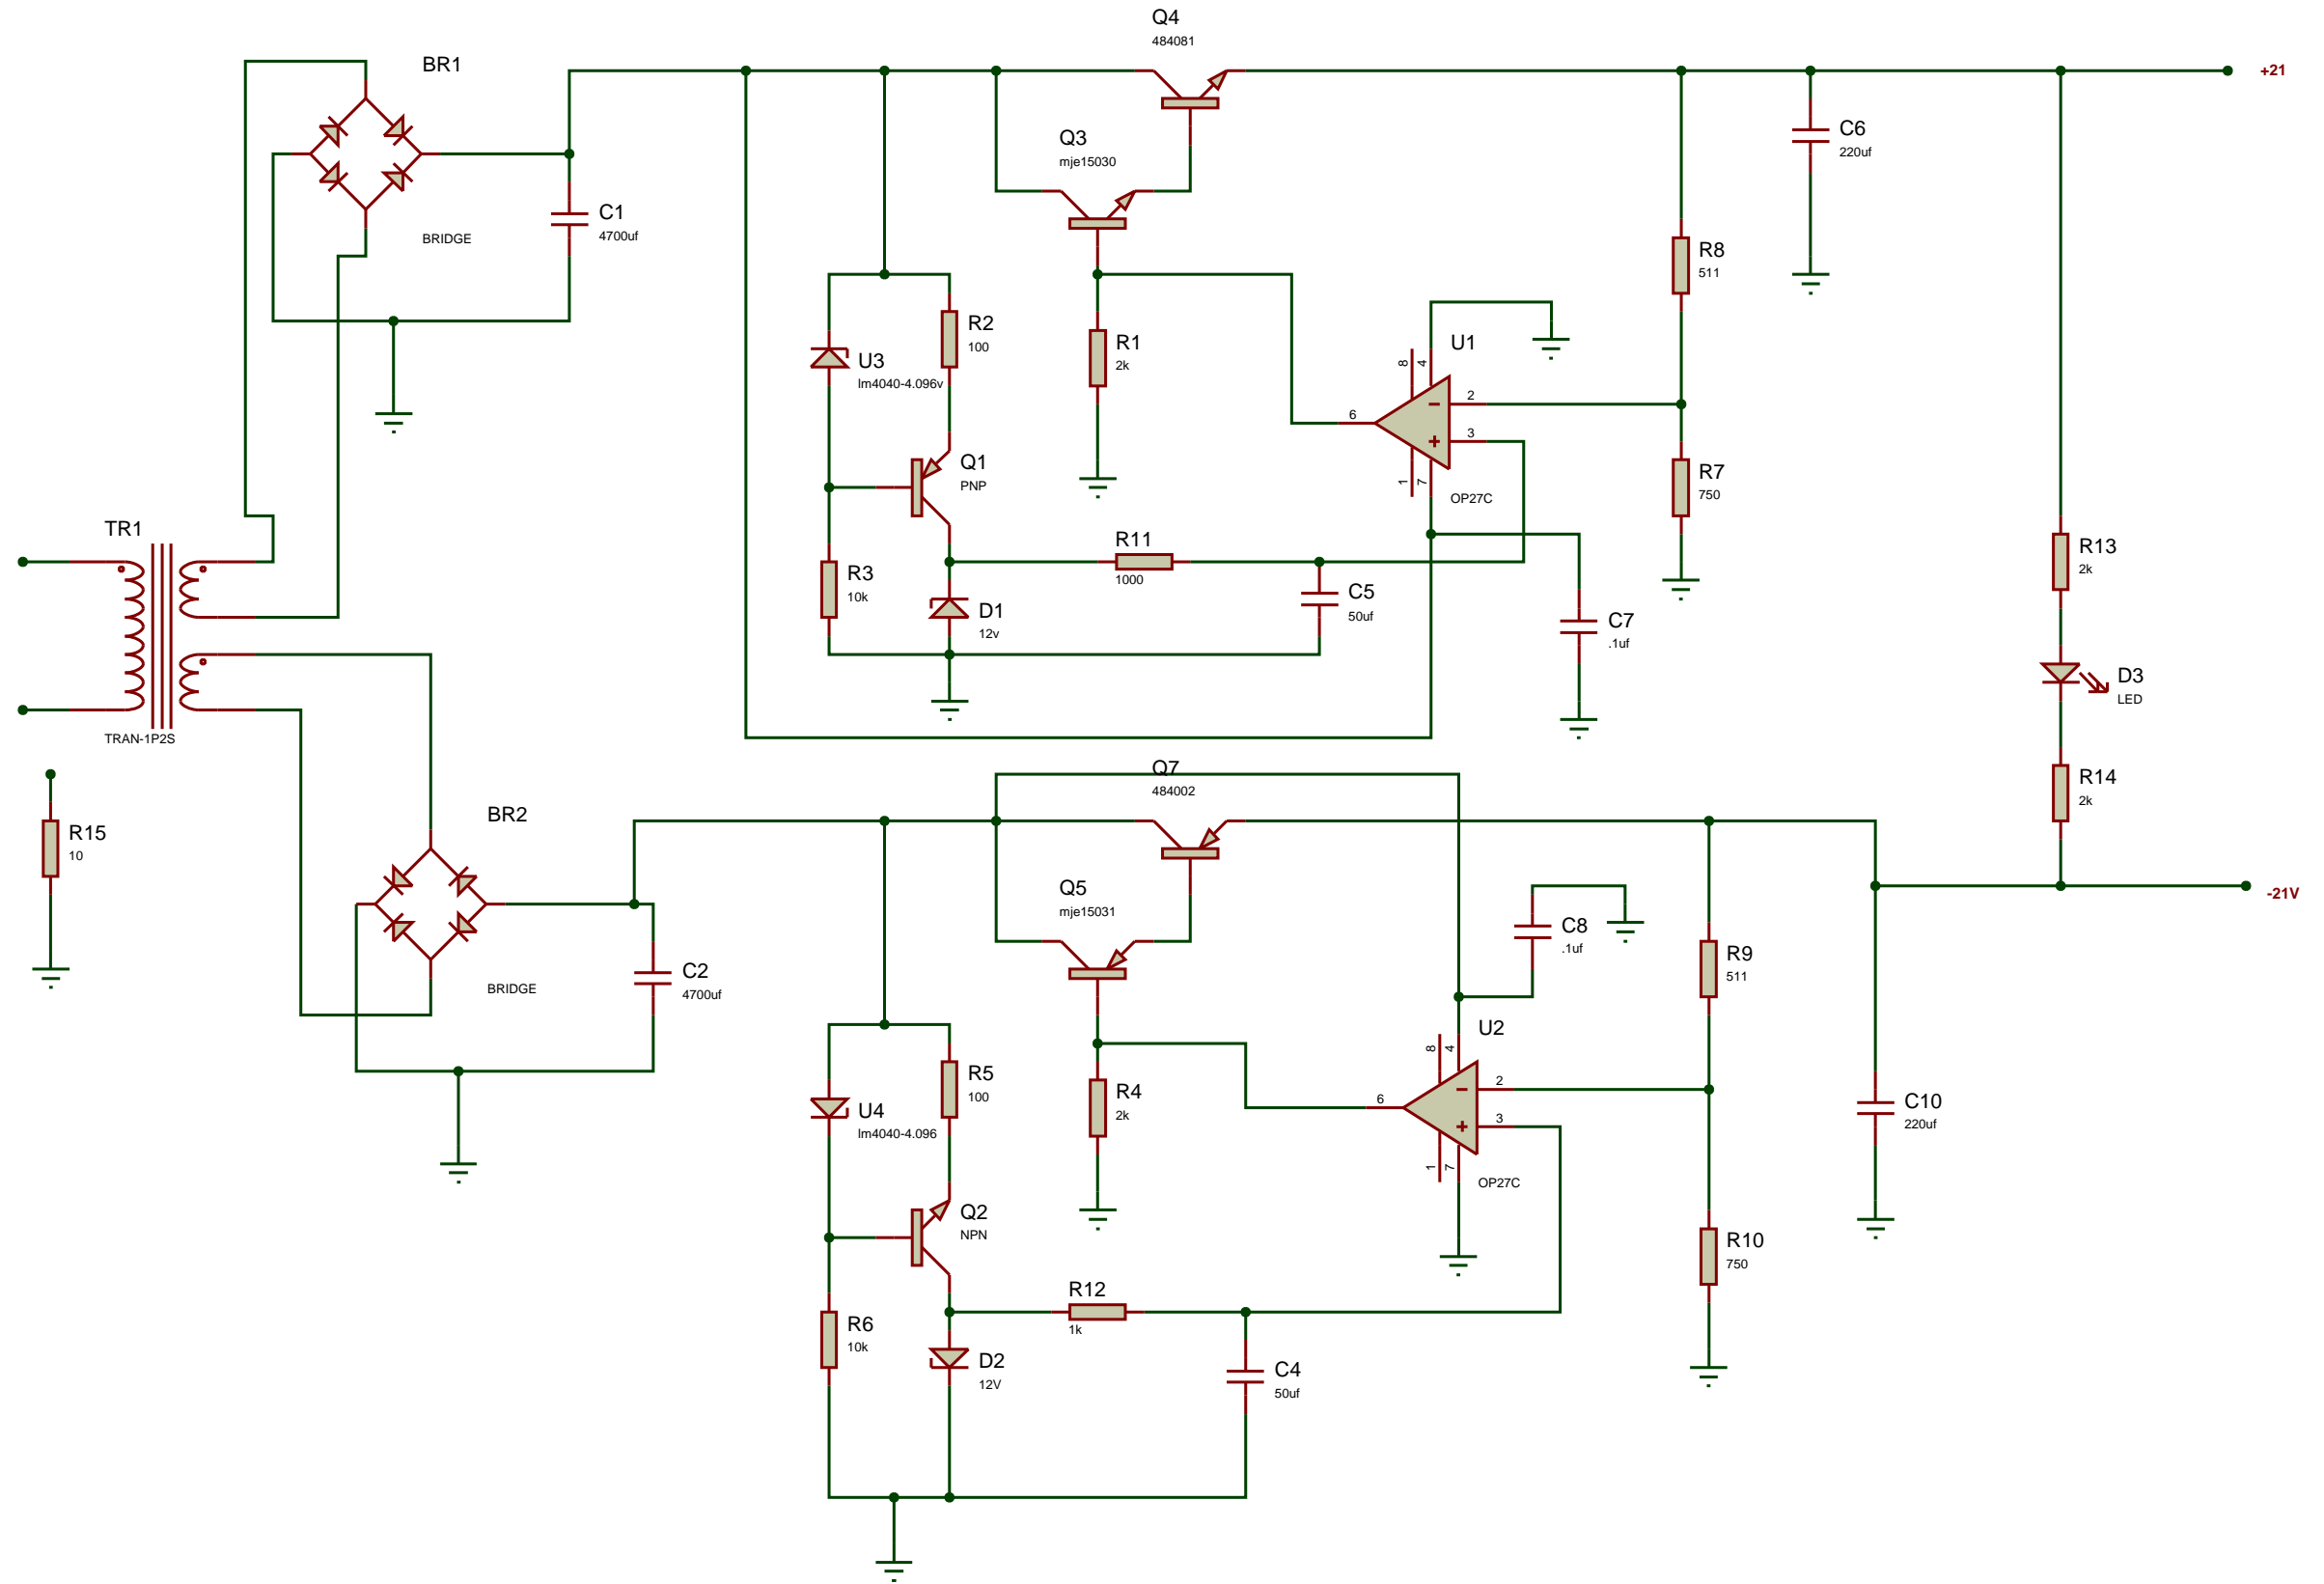 Q4
484081
+21
BR1
BRIDGE
C1
4700uf
Q3
mje15030
C6
220uf
R8
511
R2
100
U3
lm4040-4.096v
R1
2k
U1
8
4
2
6
3
1
7
OP27C
R7
750
Q1
PNP
TR1
TRAN-1P2S
R11
1000
R3
10k
D1
12v
C5
50uf
C7
.1uf
R13
2k
D3
LED
R14
2k
Q7
484002
R15
10
BR2
BRIDGE
C2
4700uf
Q5
mje15031
-21V
C8
.1uf
R9
511
U2
8
4
2
6
3
1
7
OP27C
R5
100
U4
lm4040-4.096
R4
2k
C10
220uf
Q2
NPN
R10
750
R12
1k
R6
10k
D2
12V
C4
50uf